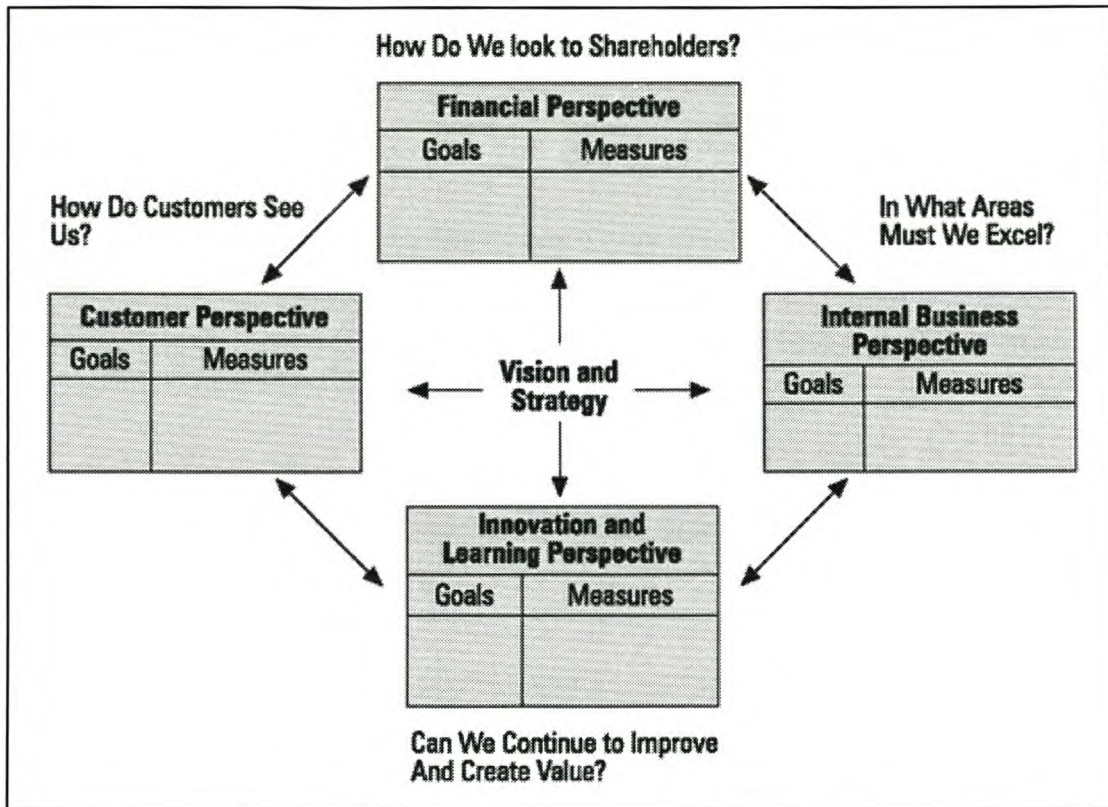 How Do We look to Shareholders?
Financial Perspective
Goals Measures
How Do Customers See
Us?
In What Areas
Must We Excel?
Customer Perspective
Goals Measures
Vision and
Strategy
Internal Business
Perspective
Goals Measures
Innovation and
Learning Perspective
Goals Measures
Can We Continue to Improve
And Create Value?